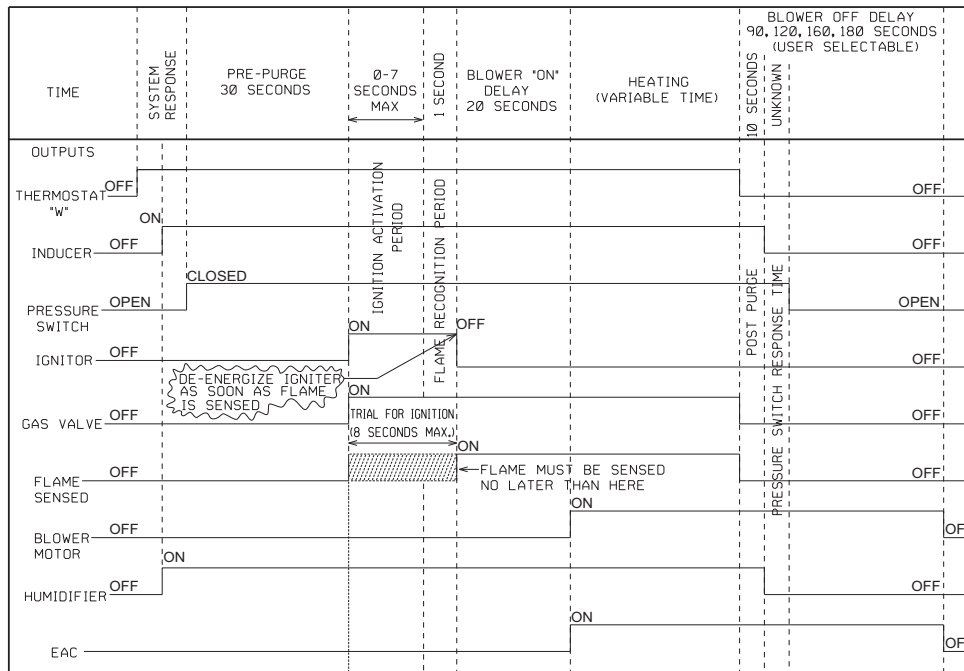 TIME
SYSTEM
RESPONSE
PRE-PURGE
30 SECONDS
0-7
SECONDS
MAX
1 SECOND
BLOWER "ON"
DELAY
20 SECONDS
HEATING
(VARIABLE TIME)
10 SECONDS
UNKNOWN
BLOWER OFF DELAY
90,120,160,180 SECONDS
(USER SELECTABLE)
OUTPUTS
IGNITION ACTIVATION
PERIOD
FLAME RECOGNITION PERIOD
POST PURGE
PRESSURE SWITCH RESPONSE TIME
THERMOSTAT OFF OFF
"W"
ON
INDUCER OFF OFF
CLOSED
PRESSURE OPEN OPEN
SWITCH
ON OFF
IGNITOR OFF
DE-ENERGIZE IGNITER
AS SOON AS FLAME
IS SENSED
ON
GAS VALVE OFF OFF
TRIAL FOR IGNITION
(8 SECONDS MAX.)
ON
FLAME OFF OFF
SENSED
FLAME MUST BE SENSED
NO LATER THAN HERE
ON
BLOWER OFF OF
MOTOR
ON
HUMIDIFIER OFF OFF
ON
EAC OF